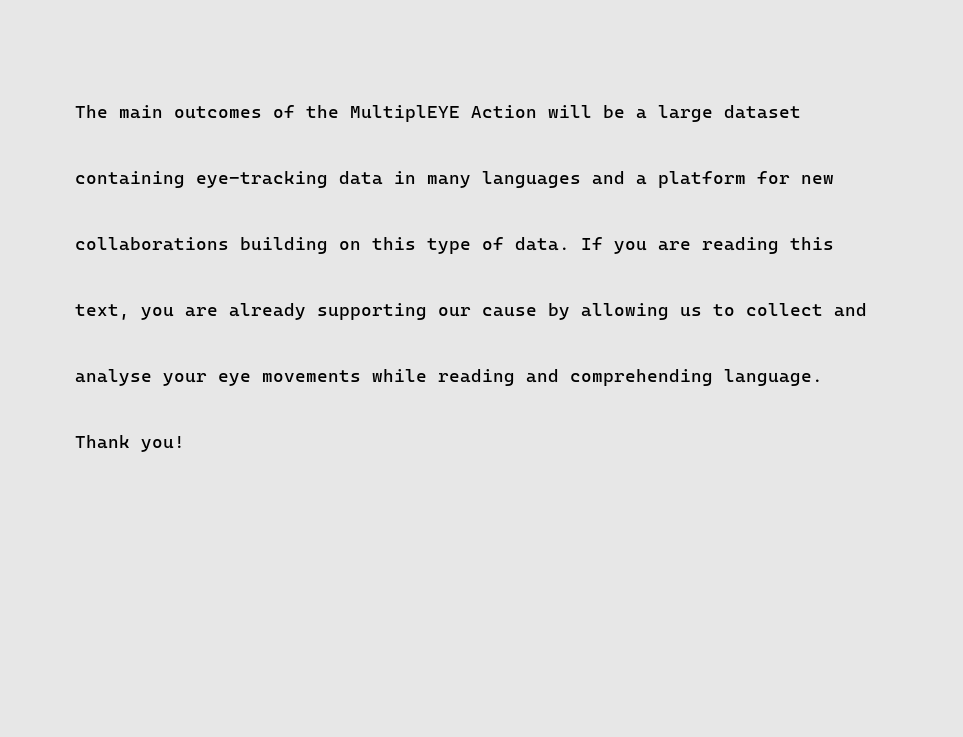 The main outcomes of the MultiplEYE Action will be a large dataset
containing eye-tracking data in many languages and a platform for new
collaborations building on this type of data. If you are reading this
text, you are already supporting our cause by allowing us to collect and
analyse your eye movements while reading and comprehending language.
Thank you!